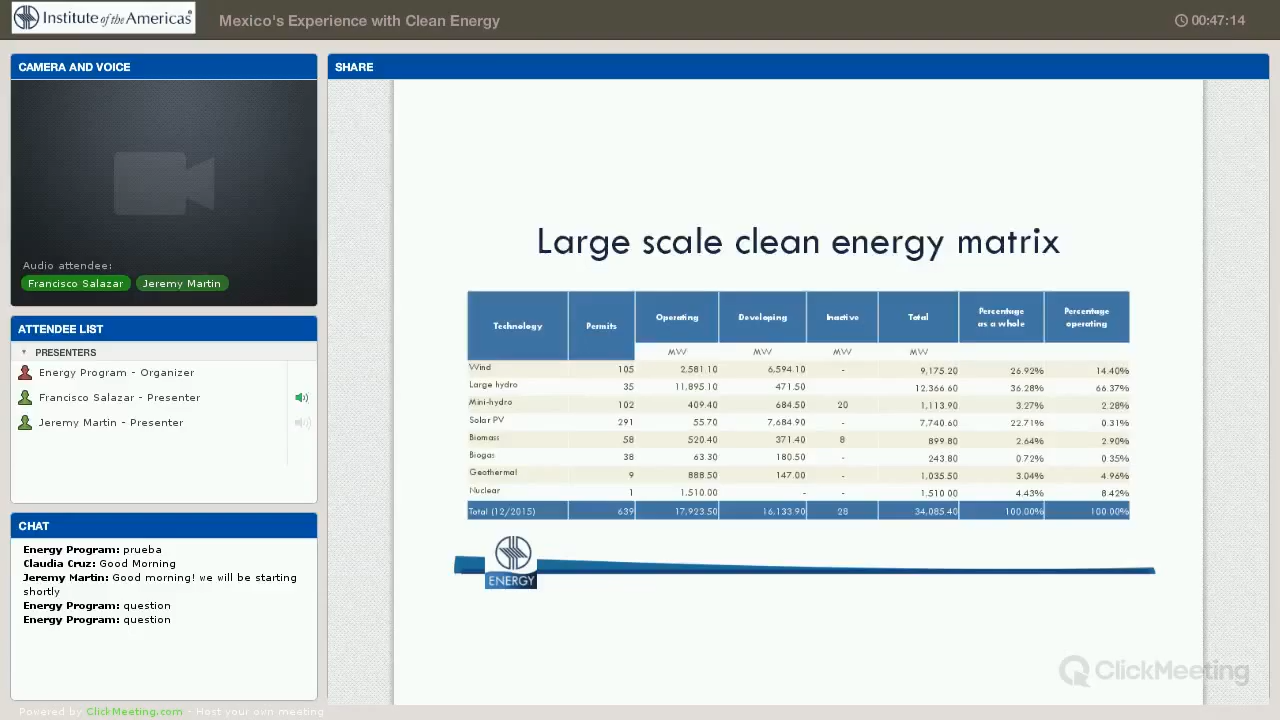 Institute of the Americas
Mexico's Experience with Clean Energy
00:47:14
CAMERA AND VOICE
Audio attendee:
Francisco Salazar Jeremy Martin
ATTENDEE LIST
PRESENTERS
Energy Program - Organizer
Francisco Salazar - Presenter
Jeremy Martin - Presenter
CHAT
Energy Program: prueba
Claudia Cruz: Good Morning
Jeremy Martin: Good morning! we will be starting
shortly
Energy Program: question
Energy Program: question
SHARE
Large scale clean energy matrix
Technology Permits Operating Developing Inactive Total Percentage as a whole Percentage operating
MW MW MW MW
Wind 105 2,581.10 6,594.10 - 9,175.20 26.92% 14.40%
Large hydro 35 11,895.10 471.50 12.366.60 36.28% 66.37%
Mini-hydro 102 409.40 684.50 20 1,113.90 3.27% 2.28%
Solar PV 291 55.70 7,684.90 - 7,740.60 22.71% 0.31%
Biomass 58 520.40 371.40 8 899.80 2.64% 2.90%
Biogas 38 63.30 180.50 - 243.80 0.72% 0.35%
Geothermal 9 888.50 147.00 - 1,035.50 3.04% 4.96%
Nuclear 1 1,510.00 - - 1,510.00 4.43% 8.42%
Total (12/2015) 639 17,923.50 16,133.90 28 34,085.40 100.00% 100.00%
ENERGY
ClickMeeting
Powered by ClickMeeting.com - Host your own meeting